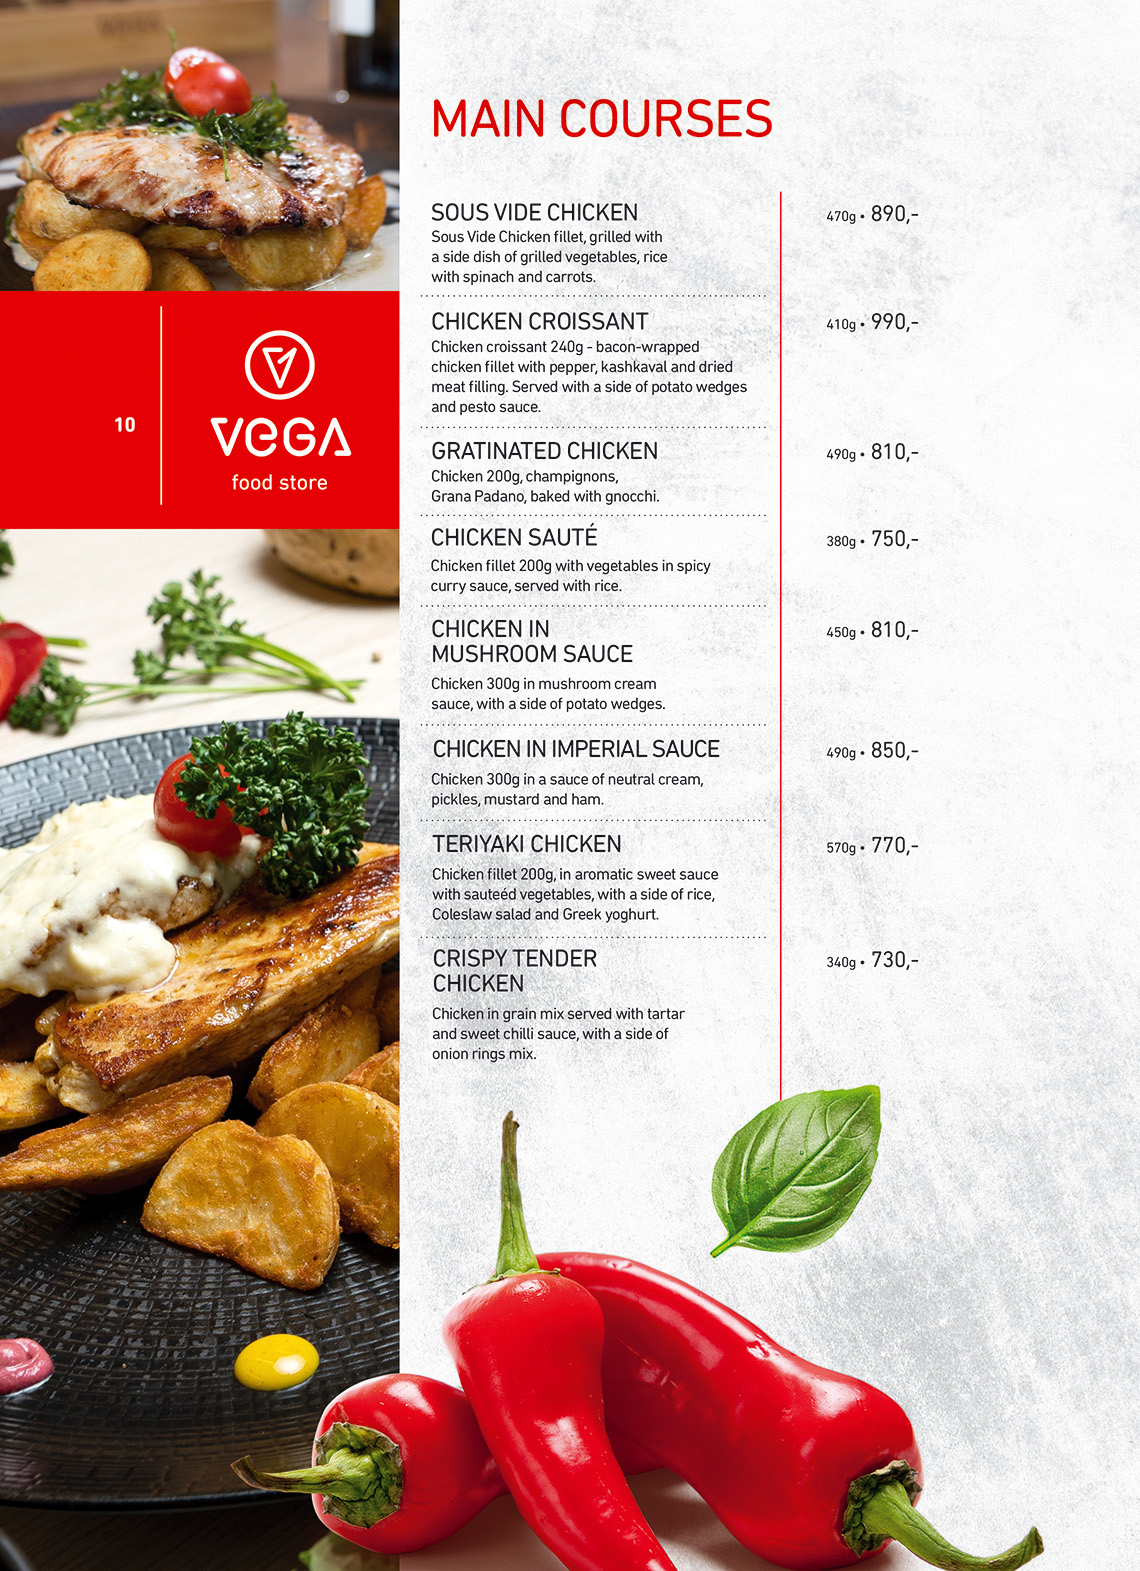 MAIN COURSES
SOUS VIDE CHICKEN
470g • 890,-
Sous Vide Chicken fillet, grilled with
a side dish of grilled vegetables, rice
with spinach and carrots.
CHICKEN CROISSANT
410g • 990,-
Chicken croissant 240g - bacon-wrapped
chicken fillet with pepper, kashkaval and dried
meat filling. Served with a side of potato wedges
and pesto sauce.
GRATINATED CHICKEN
490g • 810,-
Chicken 200g, champignons,
Grana Padano, baked with gnocchi.
CHICKEN SAUTÉ
380g • 750,-
Chicken fillet 200g with vegetables in spicy
curry sauce, served with rice.
CHICKEN IN
MUSHROOM SAUCE
450g • 810,-
Chicken 300g in mushroom cream
sauce, with a side of potato wedges.
CHICKEN IN IMPERIAL SAUCE
490g • 850,-
Chicken 300g in a sauce of neutral cream,
pickles, mustard and ham.
TERIYAKI CHICKEN
570g • 770,-
Chicken fillet 200g, in aromatic sweet sauce
with sauteéd vegetables, with a side of rice,
Coleslaw salad and Greek yoghurt.
CRISPY TENDER
CHICKEN
340g • 730,-
Chicken in grain mix served with tartar
and sweet chilli sauce, with a side of
onion rings mix.
10
VEGA
food store
VEGA